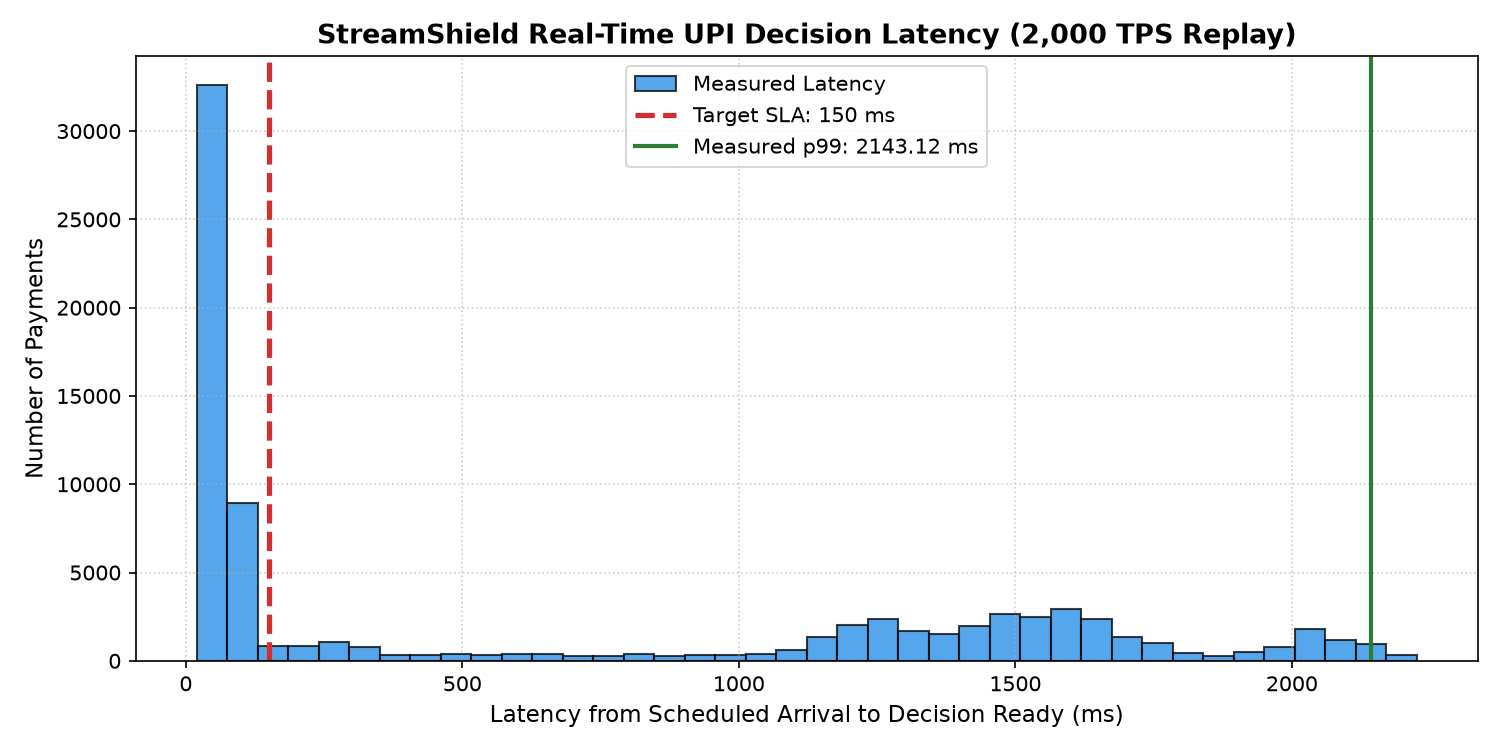 StreamShield Real-Time UPI Decision Latency (2,000 TPS Replay)
Measured Latency
Target SLA: 150 ms
Measured p99: 2143.12 ms
Number of Payments
30000
25000
20000
15000
10000
5000
0
0 500 1000 1500 2000
Latency from Scheduled Arrival to Decision Ready (ms)